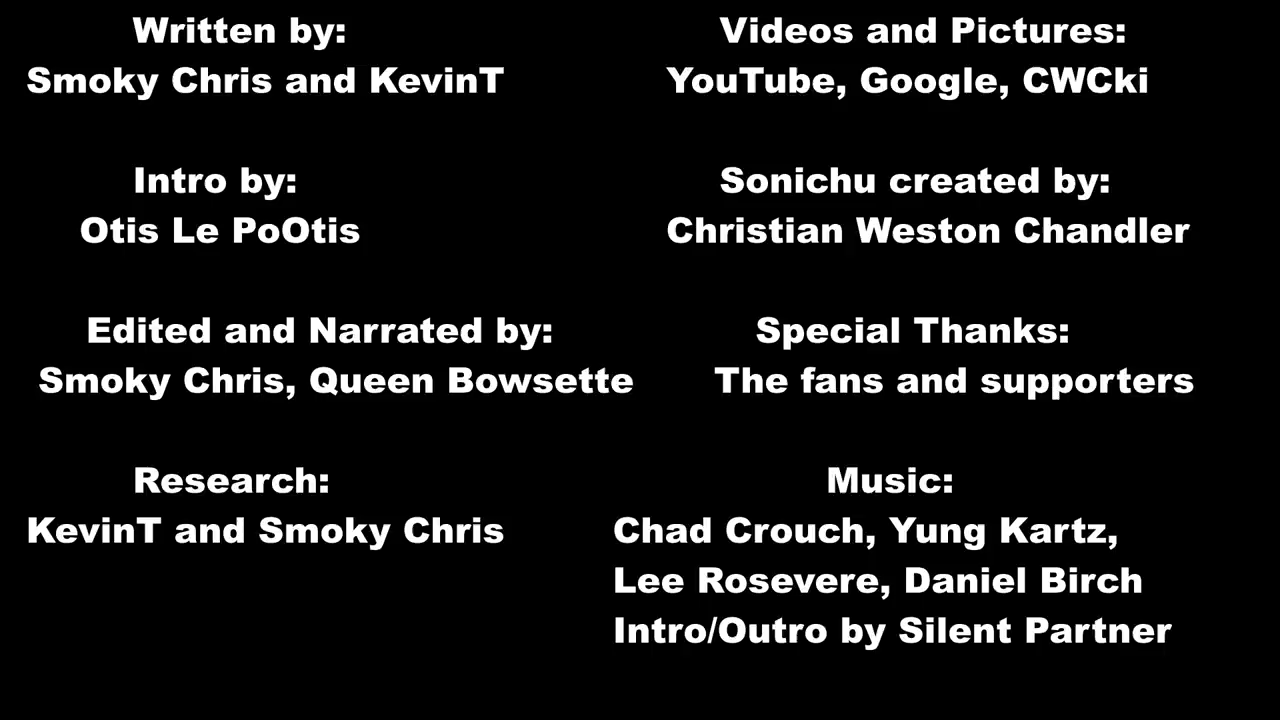 Written by:
Smoky Chris and KevinT
Intro by:
Otis Le PoOtis
Edited and Narrated by:
Smoky Chris, Queen Bowsette
Research:
KevinT and Smoky Chris
Videos and Pictures:
YouTube, Google, CWCki
Sonichu created by:
Christian Weston Chandler
Special Thanks:
The fans and supporters
Music:
Chad Crouch, Yung Kartz,
Lee Rosevere, Daniel Birch
Intro/Outro by Silent Partner